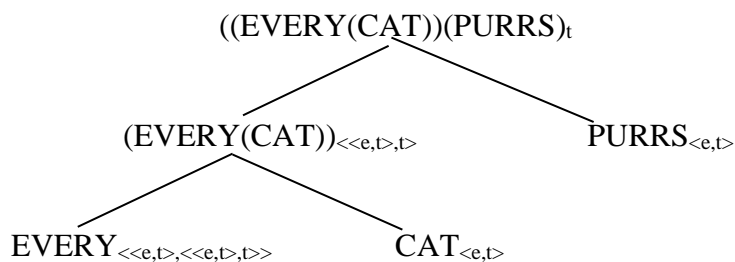 ((EVERY(CAT))(PURRS)t
(EVERY(CAT))<<e,t>,t> PURRS<e,t>
EVERY<<e,t>,<<e,t>,t>> CAT<e,t>